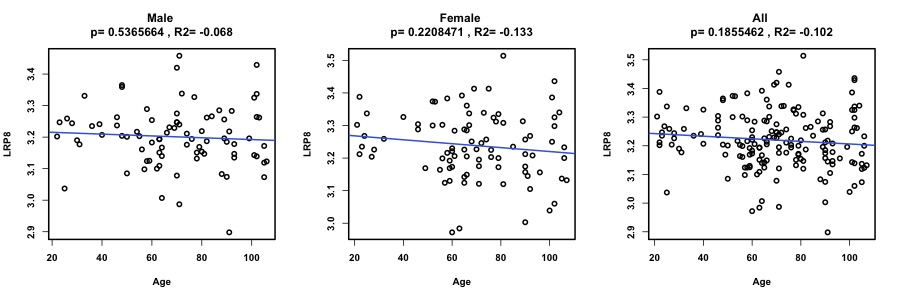 Male
p= 0.5365664 , R2= -0.068
LRP8
2.9 3.0 3.1 3.2 3.3 3.4
20 40 60 80 100
Age
Female
p= 0.2208471 , R2= -0.133
LRP8
3.0 3.1 3.2 3.3 3.4 3.5
20 40 60 80 100
Age
All
p= 0.1855462 , R2= -0.102
LRP8
2.9 3.0 3.1 3.2 3.3 3.4 3.5
20 40 60 80 100
Age